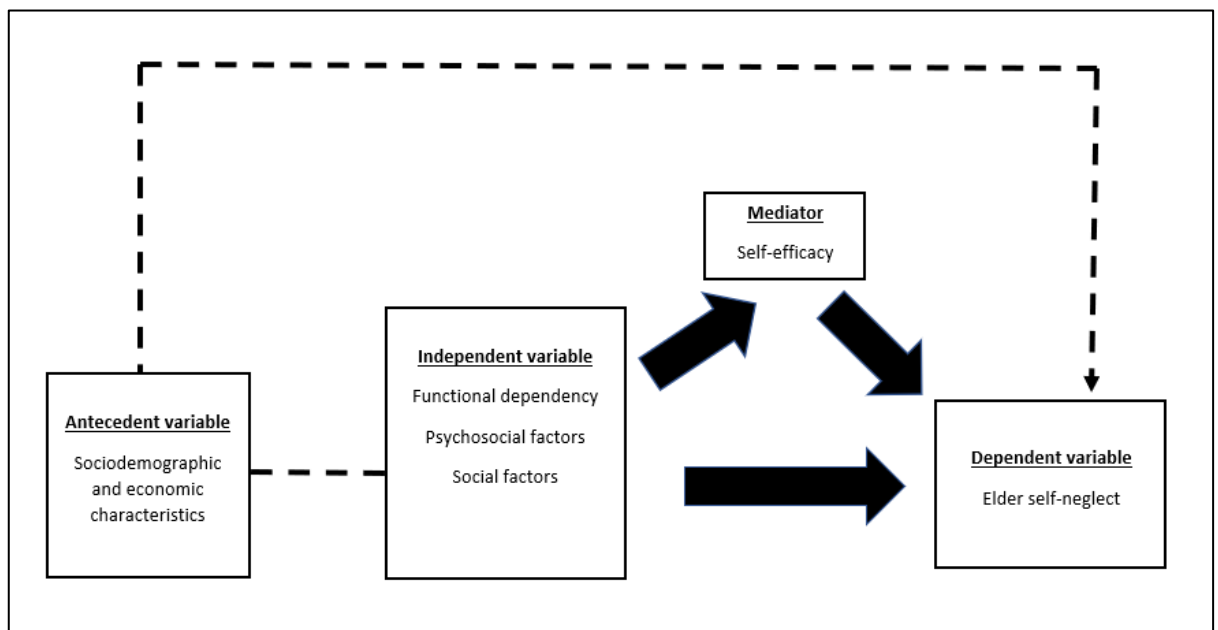 Mediator
Self-efficacy
Independent variable
Functional dependency
Psychosocial factors
Social factors
Antecedent variable
Sociodemographic
and economic
characteristics
Dependent variable
Elder self-neglect